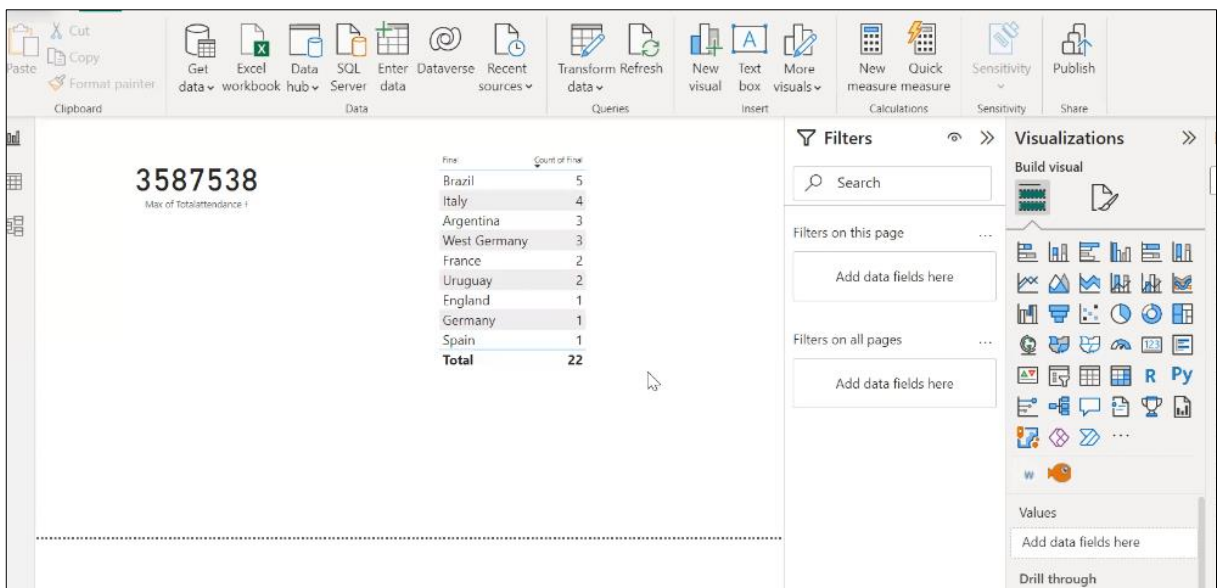 Cut
Copy
Format painter
Paste
Clipboard
Get data
Excel workbook
Data hub
SQL Server
Enter data
Dataverse
Recent sources
Data
Transform data
Refresh
Queries
New visual
Text box
More visuals
Insert
New measure
Quick measure
Calculations
Sensitivity
Sensitivity
Publish
Share
3587538
Max of Totalattendance
Final Count of Final
Brazil 5
Italy 4
Argentina 3
West Germany 3
France 2
Uruguay 2
England 1
Germany 1
Spain 1
Total 22
Filters
Search
Filters on this page ...
Add data fields here
Filters on all pages ...
Add data fields here
Visualizations
Build visual
123
R Py
...
W
Values
Add data fields here
Drill through